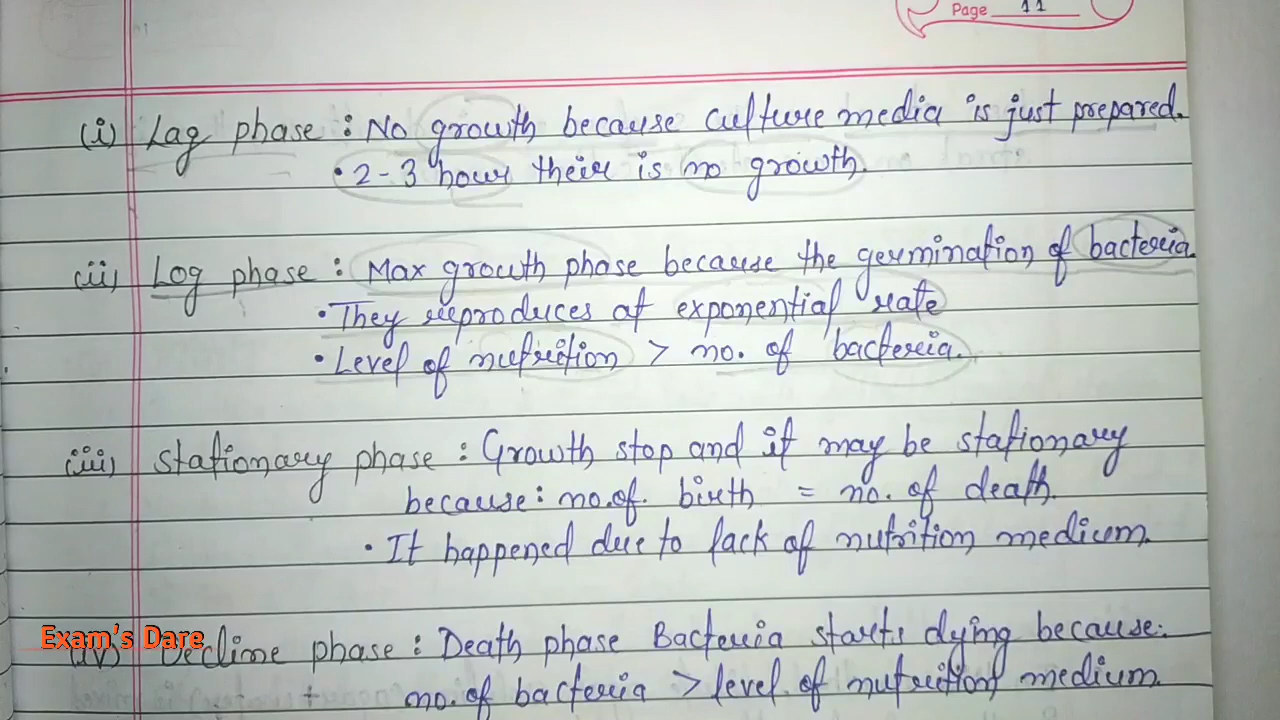 Page 11
(i) Lag phase : No growth because culture media is just prepared.
• 2-3 hour their is no growth.
(ii) Log phase : Max growth phase because the germination of bacteria.
• They reproduces at exponential rate
• Level of nutrition > no. of bacteria.
(iii) Stationary phase : Growth stop and it may be stationary
because : no. of. birth = no. of death.
• It happened due to lack of nutrition medium.
Exam's Dare
(iv) Decline phase : Death phase Bacteria starts dying because:
no. of bacteria > level of nutrition medium.